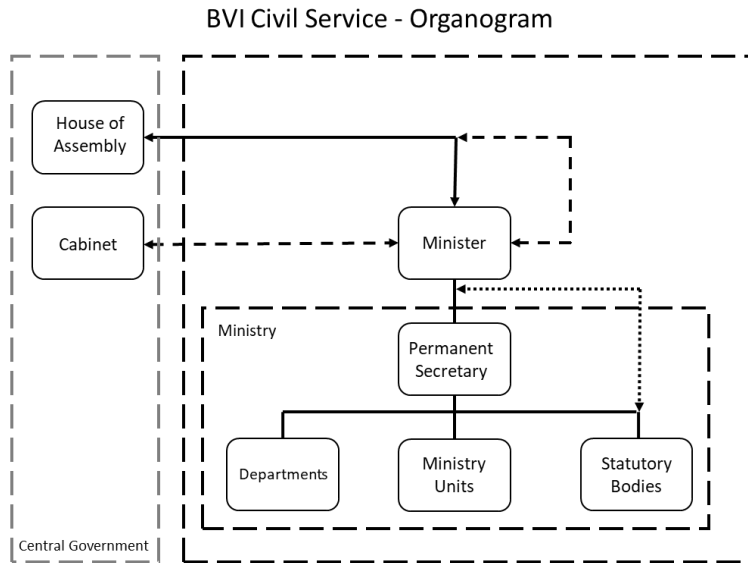 BVI Civil Service - Organogram
House of
Assembly
Cabinet
Minister
Ministry
Permanent
Secretary
Departments
Ministry
Units
Statutory
Bodies
Central Government